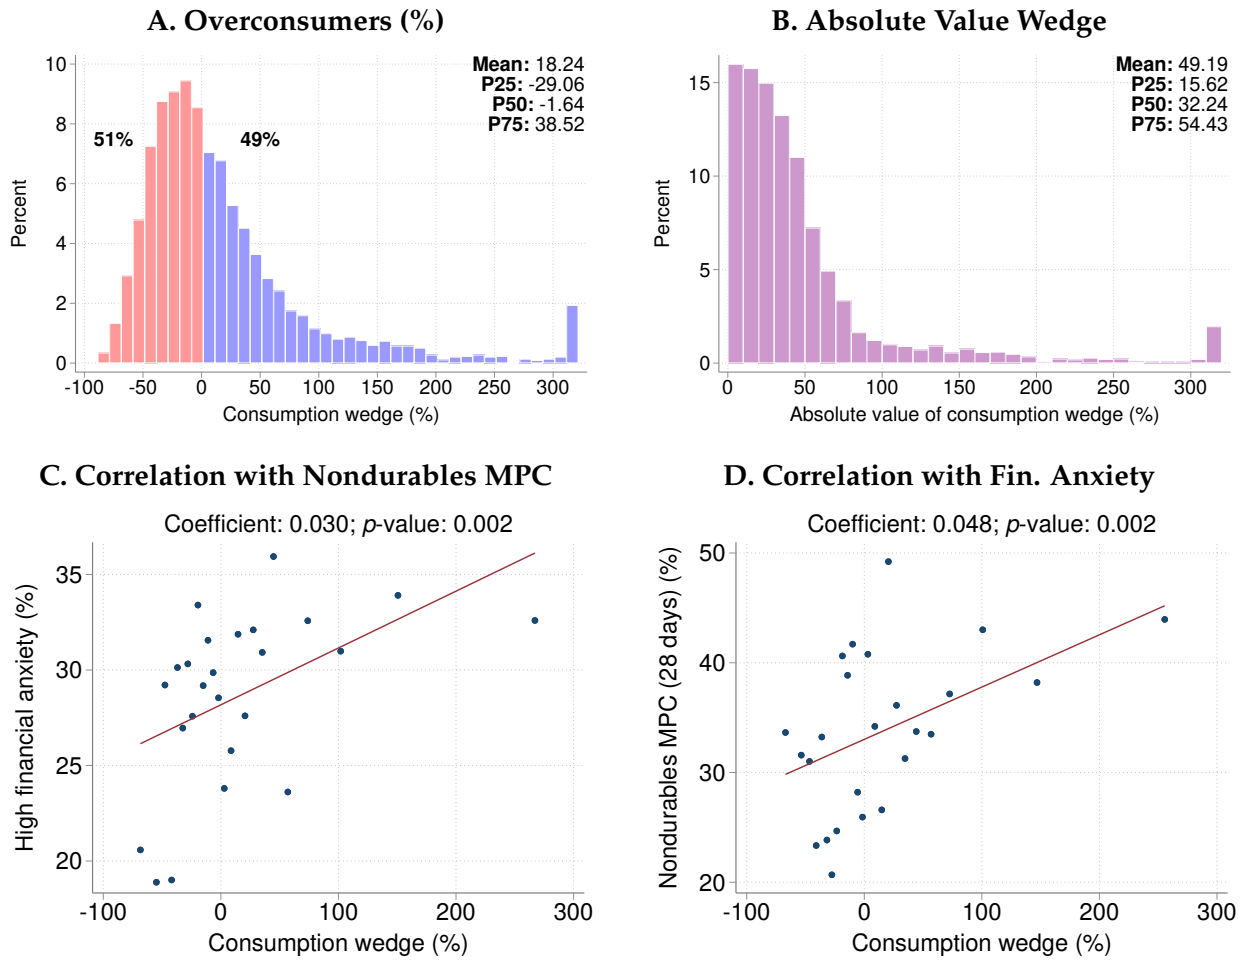 A. Overconsumers (%)
Mean: 18.24
P25: -29.06
P50: -1.64
P75: 38.52
51%
49%
Percent
10
8
6
4
2
0
-100 -50 0 50 100 150 200 250 300
Consumption wedge (%)
B. Absolute Value Wedge
Mean: 49.19
P25: 15.62
P50: 32.24
P75: 54.43
Percent
15
10
5
0
0 50 100 150 200 250 300
Absolute value of consumption wedge (%)
C. Correlation with Nondurables MPC
Coefficient: 0.030; p-value: 0.002
High financial anxiety (%)
35
30
25
20
-100 0 100 200 300
Consumption wedge (%)
D. Correlation with Fin. Anxiety
Coefficient: 0.048; p-value: 0.002
Nondurables MPC (28 days) (%)
50
40
30
20
-100 0 100 200 300
Consumption wedge (%)